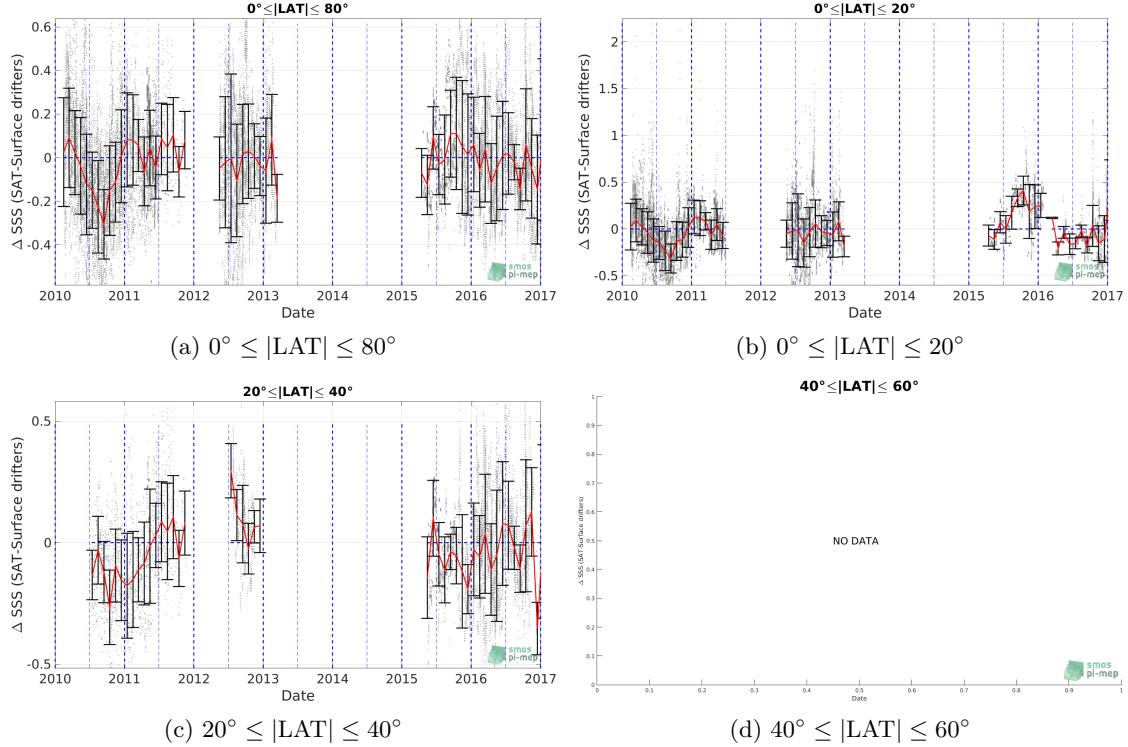 0°≤|LAT|≤ 80°
Δ SSS (SAT-Surface drifters)
0.6
0.4
0.2
0
-0.2
-0.4
2010 2011 2012 2013 2014 2015 2016 2017
Date
smos
pi-mep
(a) 0° ≤ |LAT| ≤ 80°
0°≤|LAT|≤ 20°
Δ SSS (SAT-Surface drifters)
2
1.5
1
0.5
0
-0.5
2010 2011 2012 2013 2014 2015 2016 2017
Date
smos
pi-mep
(b) 0° ≤ |LAT| ≤ 20°
20°≤|LAT|≤ 40°
Δ SSS (SAT-Surface drifters)
0.5
0
-0.5
2010 2011 2012 2013 2014 2015 2016 2017
Date
smos
pi-mep
(c) 20° ≤ |LAT| ≤ 40°
40°≤|LAT|≤ 60°
Δ SSS (SAT-Surface drifters)
1
0.9
0.8
0.7
0.6
0.5
0.4
0.3
0.2
0.1
0
NO DATA
0 0.1 0.2 0.3 0.4 0.5 0.6 0.7 0.8 0.9 1
Date
smos
pi-mep
(d) 40° ≤ |LAT| ≤ 60°